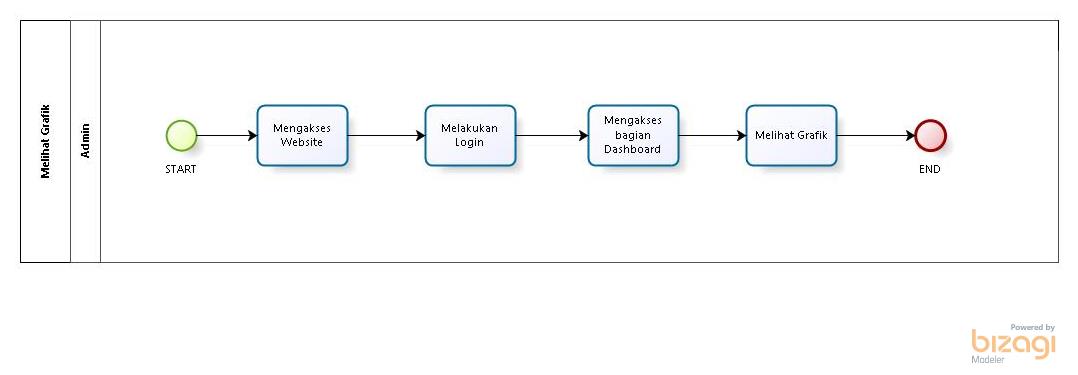 Melihat Grafik
Admin
START
Mengakses
Website
Melakukan
Login
Mengakses
bagian
Dashboard
Melihat Grafik
END
Powered by
bizagi
Modeler